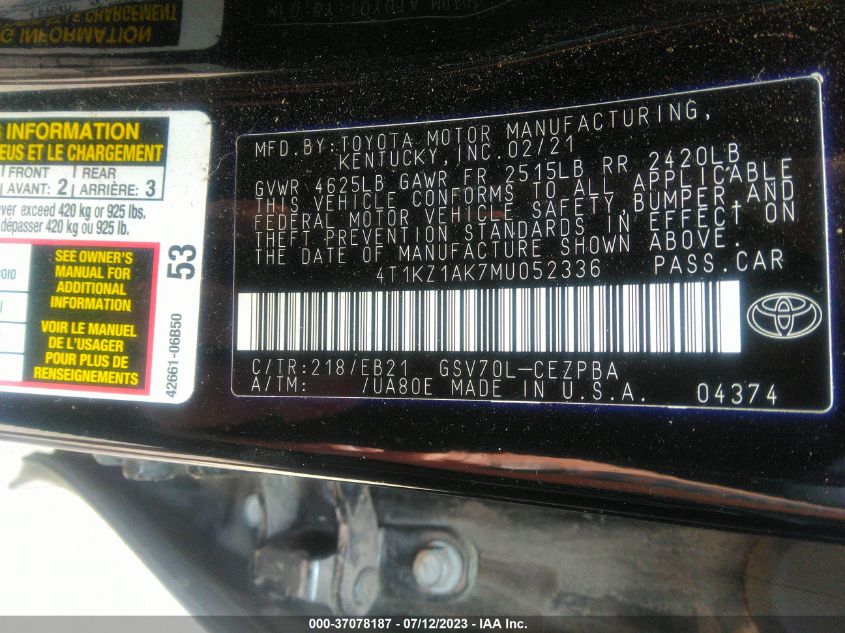 G INFORMATION
EUS ET LE CHARGEMENT
FRONT REAR
AVANT: 2 ARRIÈRE: 3
ver exceed 420 kg or 925 lbs.
dépasser 420 kg ou 925 lb.
SEE OWNER'S
MANUAL FOR
ADDITIONAL
INFORMATION
VOIR LE MANUEL
DE L'USAGER
POUR PLUS DE
RENSEIGNEMENTS
53
42661-06B50
MFD.BY:TOYOTA MOTOR MANUFACTURING,
KENTUCKY,INC.02/21
GVWR 4625LB GAWR FR 2515LB RR 2420LB
THIS VEHICLE CONFORMS TO ALL APPLICABLE
FEDERAL MOTOR VEHICLE SAFETY,BUMPER,AND
THEFT PREVENTION STANDARDS IN EFFECT ON
THE DATE OF MANUFACTURE SHOWN ABOVE.
4T1KZ1AK7MU052336 PASS.CAR
C/TR:218/EB21 GSV70L-CEZPBA
A/TM: /UA80E MADE IN U.S.A. 04374
TOYOTA
000-37078187 - 07/12/2023 - IAA Inc.